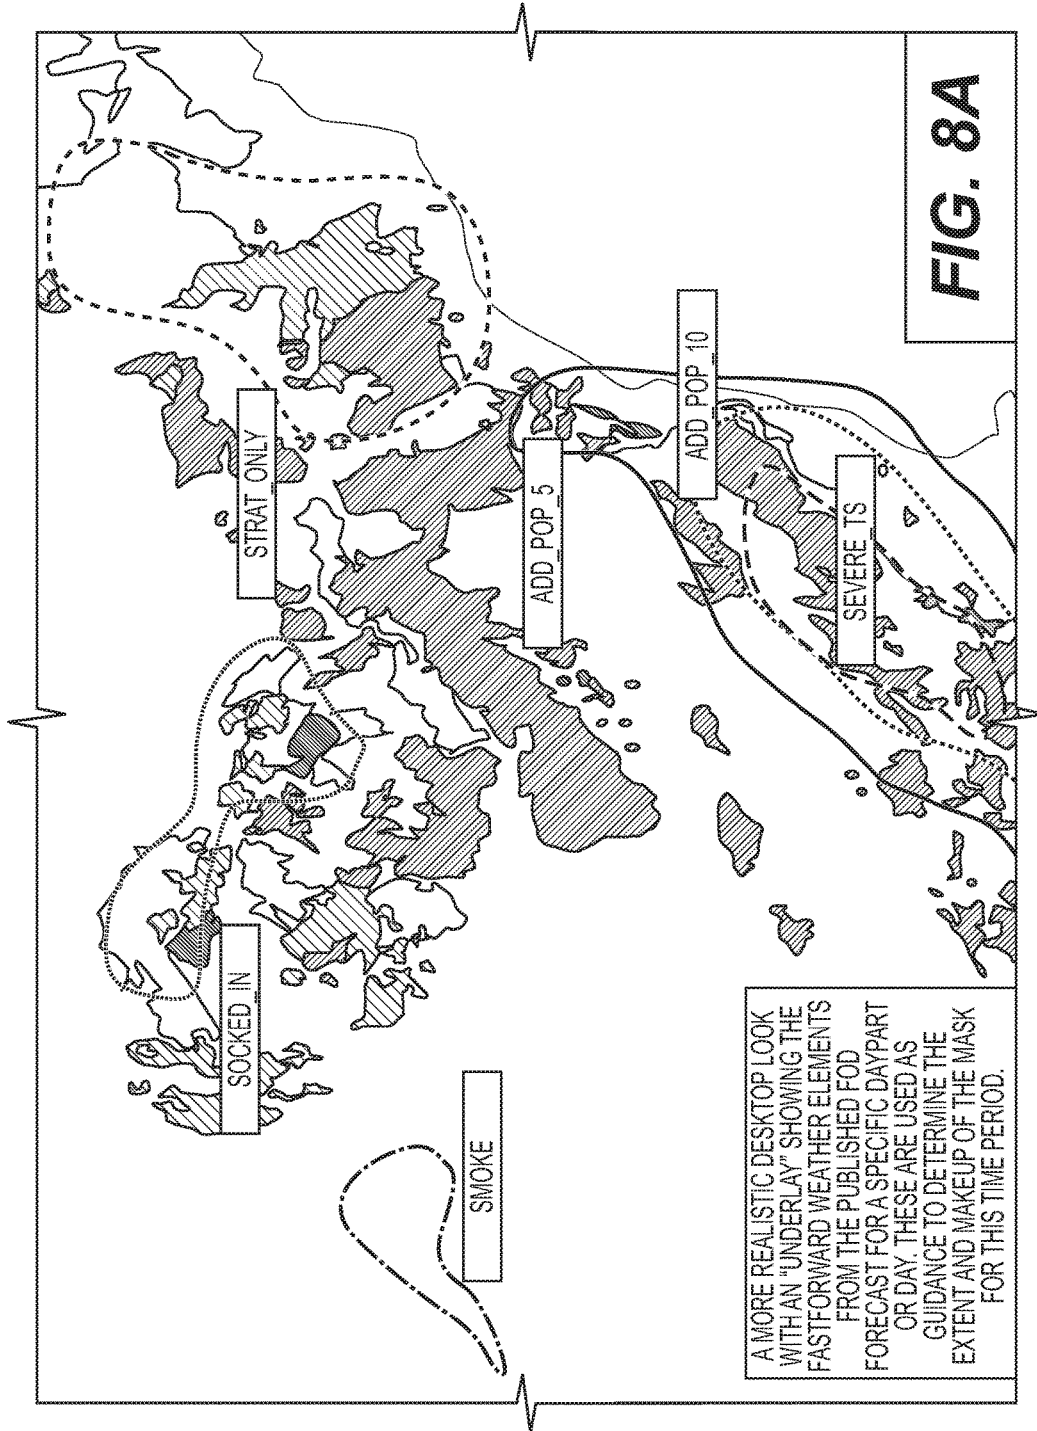 SMOKE
SOCKED_IN
STRAT_ONLY
ADD_POP_5
ADD_POP_10
SEVERE_TS
A MORE REALISTIC DESKTOP LOOK
WITH AN "UNDERLAY" SHOWING THE
FASTFORWARD WEATHER ELEMENTS
FROM THE PUBLISHED FOD
FORECAST FOR A SPECIFIC DAYPART
OR DAY. THESE ARE USED AS
GUIDANCE TO DETERMINE THE
EXTENT AND MAKEUP OF THE MASK
FOR THIS TIME PERIOD.
FIG. 8A